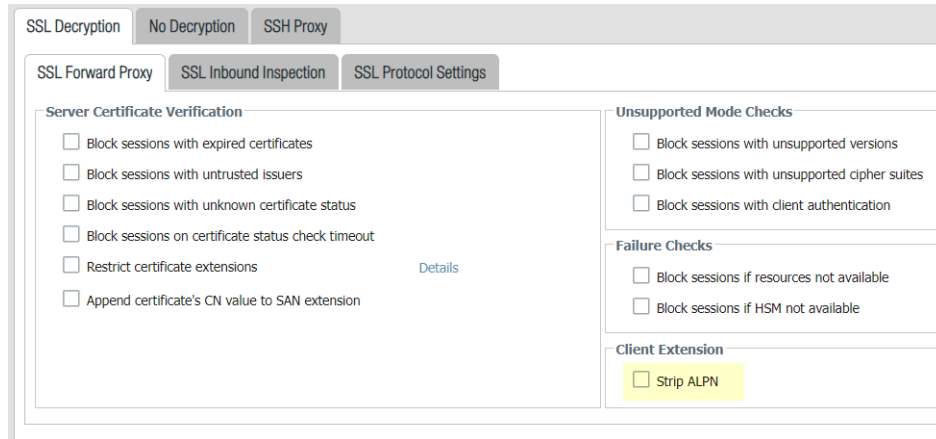 SSL Decryption
No Decryption
SSH Proxy
SSL Forward Proxy
SSL Inbound Inspection
SSL Protocol Settings
Server Certificate Verification
Block sessions with expired certificates
Block sessions with untrusted issuers
Block sessions with unknown certificate status
Block sessions on certificate status check timeout
Restrict certificate extensions
Details
Append certificate's CN value to SAN extension
Unsupported Mode Checks
Block sessions with unsupported versions
Block sessions with unsupported cipher suites
Block sessions with client authentication
Failure Checks
Block sessions if resources not available
Block sessions if HSM not available
Client Extension
Strip ALPN